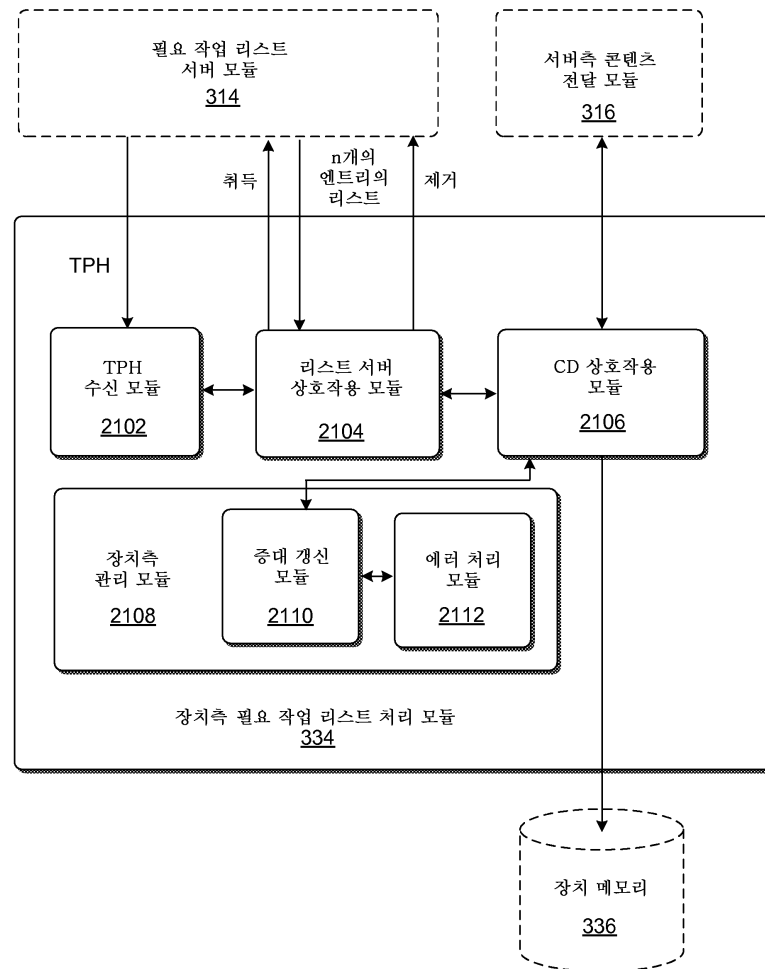 필요 작업 리스트
서버 모듈
314
서버측 콘텐츠
전달 모듈
316
취득
n개의
엔트리의
리스트
제거
TPH
TPH
수신 모듈
2102
리스트 서버
상호작용 모듈
2104
CD 상호작용
모듈
2106
장치측
관리 모듈
2108
증대 갱신
모듈
2110
에러 처리
모듈
2112
장치측 필요 작업 리스트 처리 모듈
334
장치 메모리
336